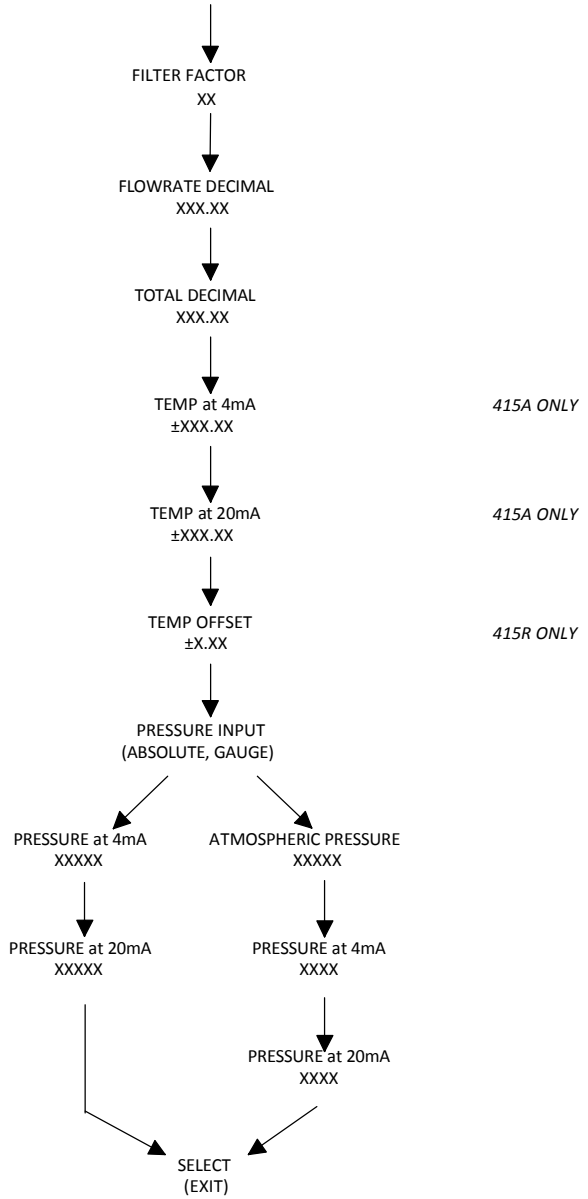 FILTER FACTOR
XX
FLOWRATE DECIMAL
XXX.XX
TOTAL DECIMAL
XXX.XX
TEMP at 4mA
±XXX.XX
415A ONLY
TEMP at 20mA
±XXX.XX
415A ONLY
TEMP OFFSET
±X.XX
415R ONLY
PRESSURE INPUT
(ABSOLUTE, GAUGE)
PRESSURE at 4mA
XXXXX
ATMOSPHERIC PRESSURE
XXXXX
PRESSURE at 20mA
XXXXX
PRESSURE at 4mA
XXXX
PRESSURE at 20mA
XXXX
SELECT
(EXIT)